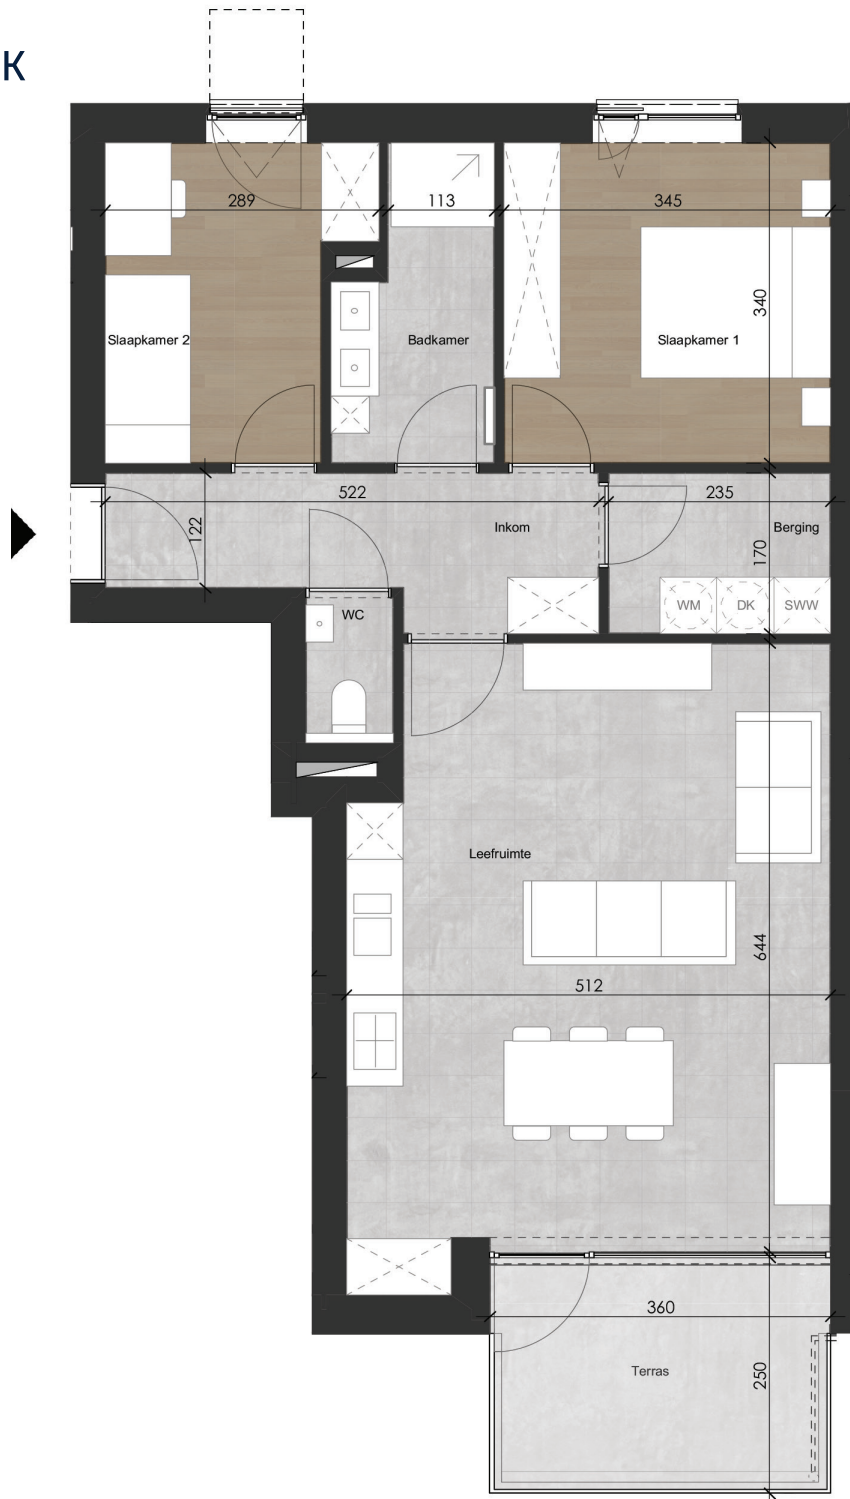 K
289
113
345
340
Slaapkamer 2
Badkamer
Slaapkamer 1
522
235
122
Inkom
Berging
170
WC
WM
DK
SWW
Leefruimte
644
512
360
Terras
250